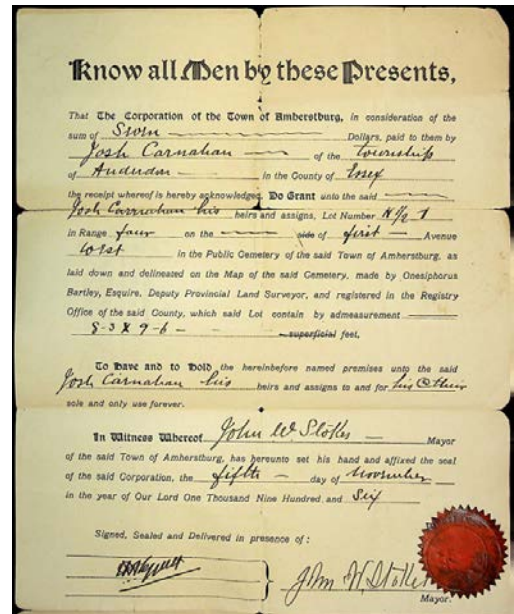 Know all Men by these Presents,
That The Corporation of the Town of Amherstburg, in consideration of the
sum of Dollars, paid to them by
Josh Carnahan of the township
of Anderdon in the County of Essex
the receipt whereof is hereby acknowledged, Do Grant unto the said
Josh Carnahan his heirs and assigns, Lot Number
in Range four on the side of first Avenue
West in the Public Cemetery of the said Town of Amherstburg, as
laid down and delineated on the Map of the said Cemetery, made by Onesiphorus
Bartley, Esquire, Deputy Provincial Land Surveyor, and registered in the Registry
Office of the said County, which said Lot contain by admeasurement
8-3 X 9-6 superficial feet,
To Have and to Hold the hereinbefore named premises unto the said
Josh Carnahan his heirs and assigns to and for his & their
sole and only use forever.
In Witness Whereof John W Stokes Mayor
of the said Town of Amherstburg, has hereunto set his hand and affixed the seal
of the said Corporation, the fifth day of November
in the year of Our Lord One Thousand Nine Hundred and Six
Signed, Sealed and Delivered in presence of:
John W. Stokes
Mayor.